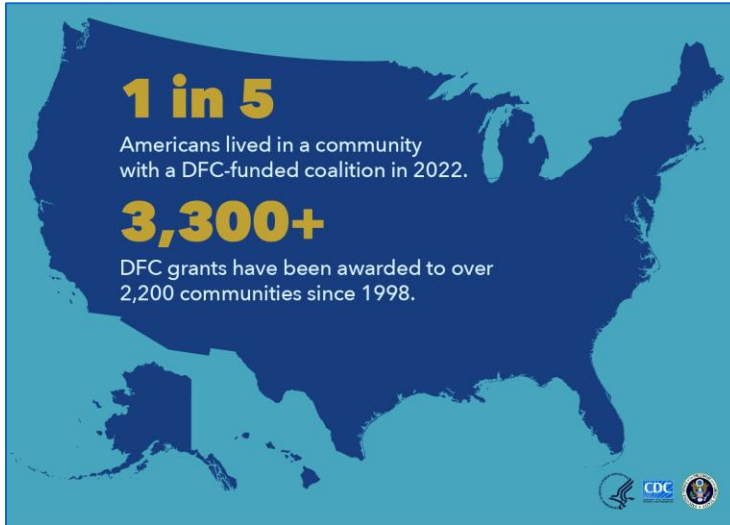 1 in 5
Americans lived in a community
with a DFC-funded coalition in 2022.
3,300+
DFC grants have been awarded to over
2,200 communities since 1998.
CDC